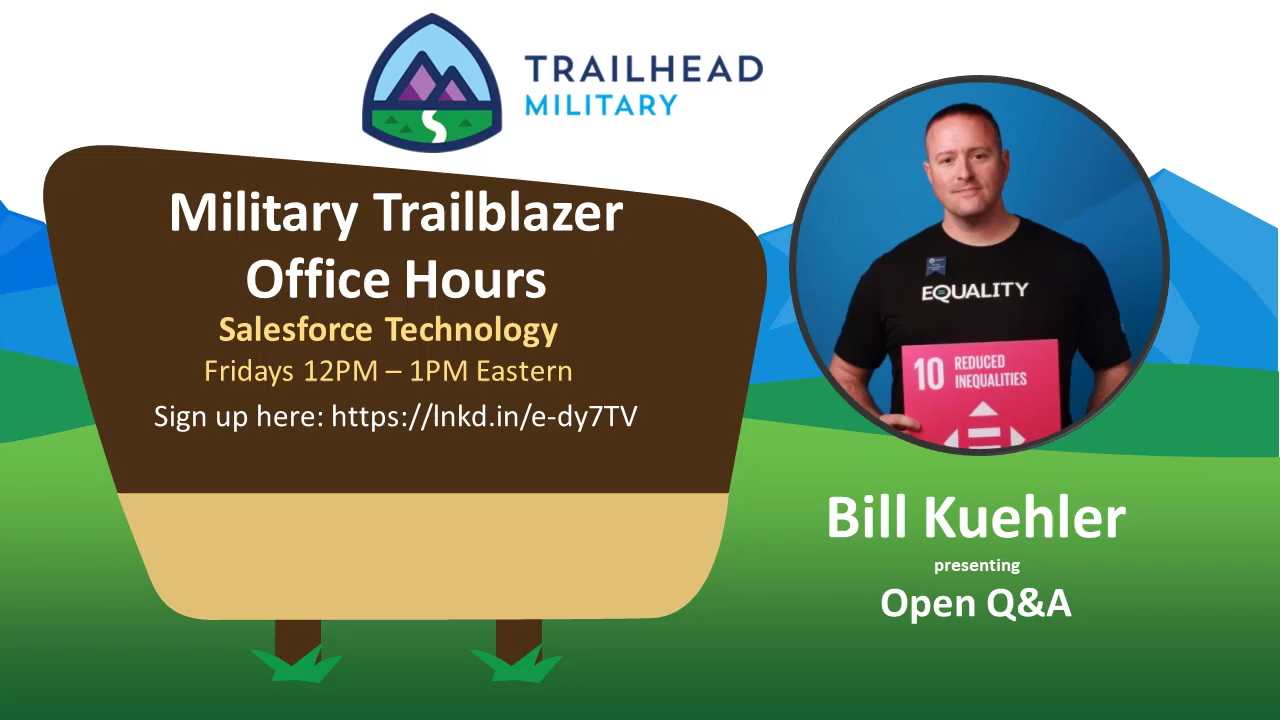 TRAILHEAD
MILITARY
Military Trailblazer
Office Hours
Salesforce Technology
Fridays 12PM – 1PM Eastern
Sign up here: https://lnkd.in/e-dy7TV
EQUALITY
10 REDUCED
INEQUALITIES
Bill Kuehler
presenting
Open Q&A